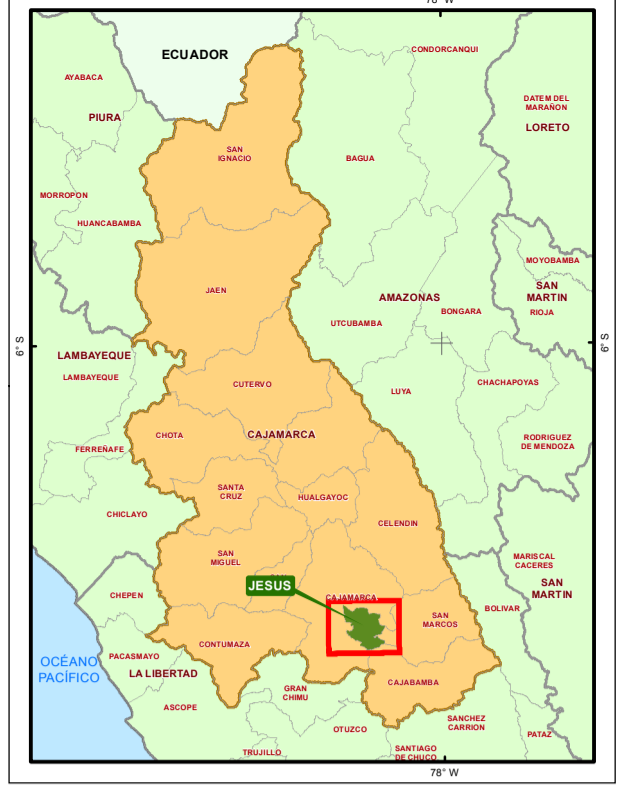 78° W
ECUADOR
CONDORCANQUI
AYABACA
DATEM DEL
MARAÑON
PIURA
LORETO
SAN
IGNACIO
BAGUA
MORROPON
HUANCABAMBA
MOYOBAMBA
SAN
MARTIN
JAEN
AMAZONAS
BONGARA
RIOJA
UTCUBAMBA
6° S
6° S
LAMBAYEQUE
LAMBAYEQUE
CUTERVO
LUYA
CHACHAPOYAS
CHOTA
CAJAMARCA
FERREÑAFE
RODRIGUEZ
DE MENDOZA
SANTA
CRUZ
HUALGAYOC
CHICLAYO
CELENDIN
SAN
MIGUEL
MARISCAL
CACERES
SAN
MARTIN
JESUS
CHEPEN
CAJAMARCA
BOLIVAR
SAN
MARCOS
CONTUMAZA
OCÉANO
PACÍFICO
PACASMAYO
LA LIBERTAD
CAJABAMBA
GRAN
CHIMU
ASCOPE
SANCHEZ
CARRION
OTUZCO
PATAZ
TRUJILLO
SANTIAGO
DE CHUCO
78° W